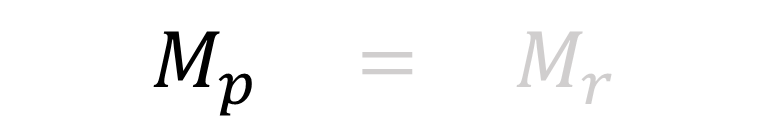 M_p = M_r